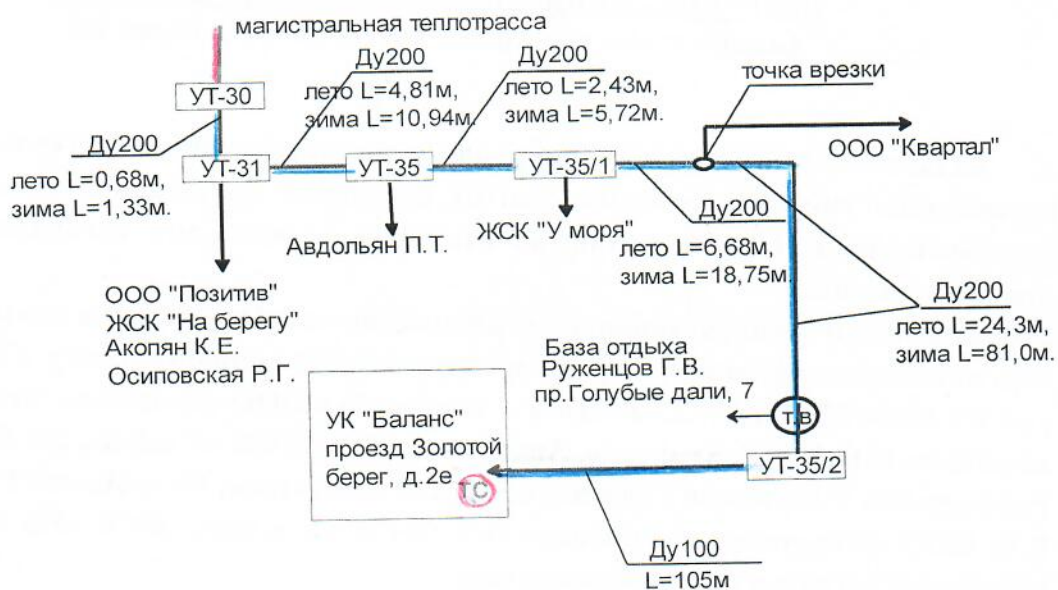 магистральная теплотрасса
УТ-30
Ду200
лето L=0,68м,
зима L=1,33м.
УТ-31
Ду200
лето L=4,81м,
зима L=10,94м.
УТ-35
Ду200
лето L=2,43м,
зима L=5,72м.
УТ-35/1
точка врезки
ООО "Квартал"
Ду200
лето L=6,68м,
зима L=18,75м.
Ду200
лето L=24,3м,
зима L=81,0м.
Авдольян П.Т.
ЖСК "У моря"
ООО "Позитив"
ЖСК "На берегу"
Акопян К.Е.
Осиповская Р.Г.
База отдыха
Руженцов Г.В.
пр.Голубые дали, 7
т.в
УТ-35/2
УК "Баланс"
проезд Золотой
берег, д.2е
ТС
Ду100
L=105м